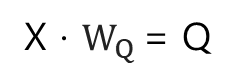 X · W_Q = Q